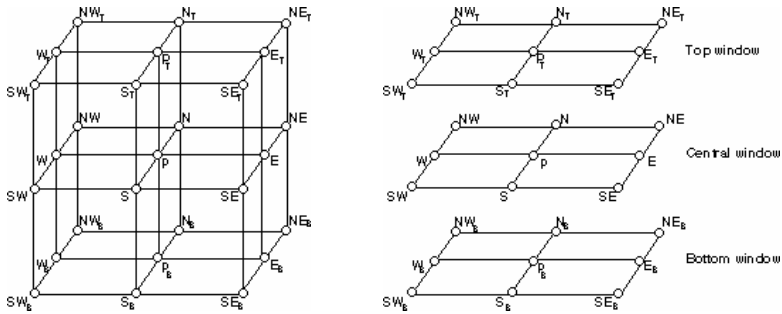 NW_T N_T NE_T
W_T P_T E_T
SW_T S_T SE_T
NW N NE
W P E
SW S SE
NW_B N_B NE_B
W_B P_B E_B
SW_B S_B SE_B
NW_T N_T NE_T
W_T P_T E_T Top window
SW_T S_T SE_T
NW N NE
W P E Central window
SW S SE
NW_B N_B NE_B
W_B P_B E_B Bottom window
SW_B S_B SE_B